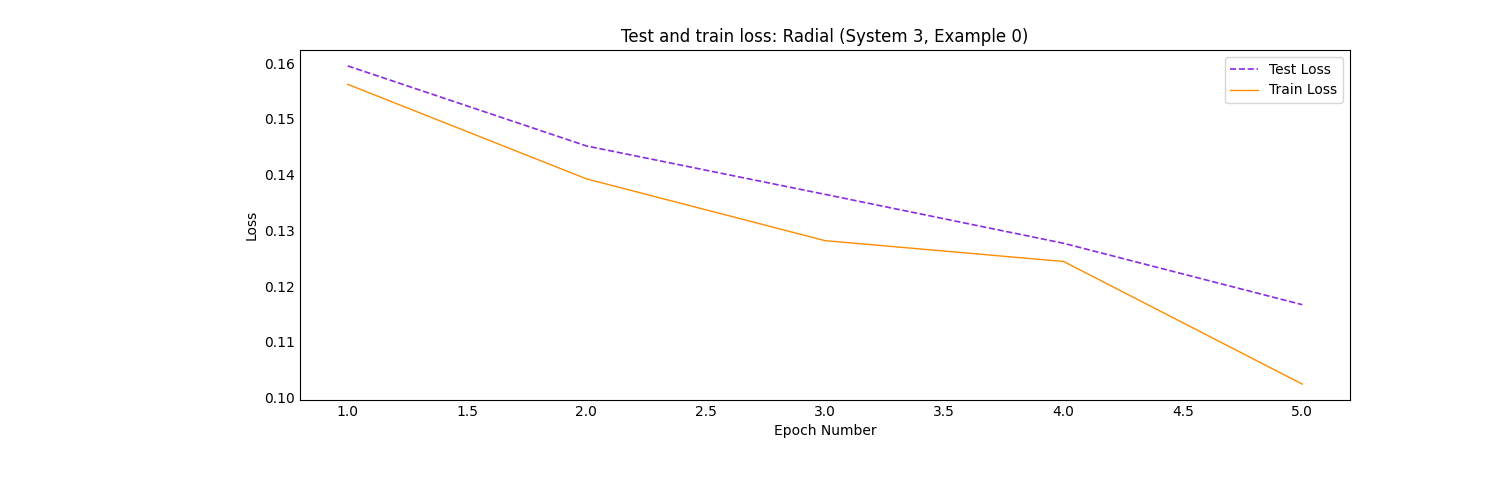 Test and train loss: Radial (System 3, Example 0)
Test Loss
Train Loss
0.16
0.15
0.14
0.13
0.12
0.11
0.10
Loss
1.0 1.5 2.0 2.5 3.0 3.5 4.0 4.5 5.0
Epoch Number